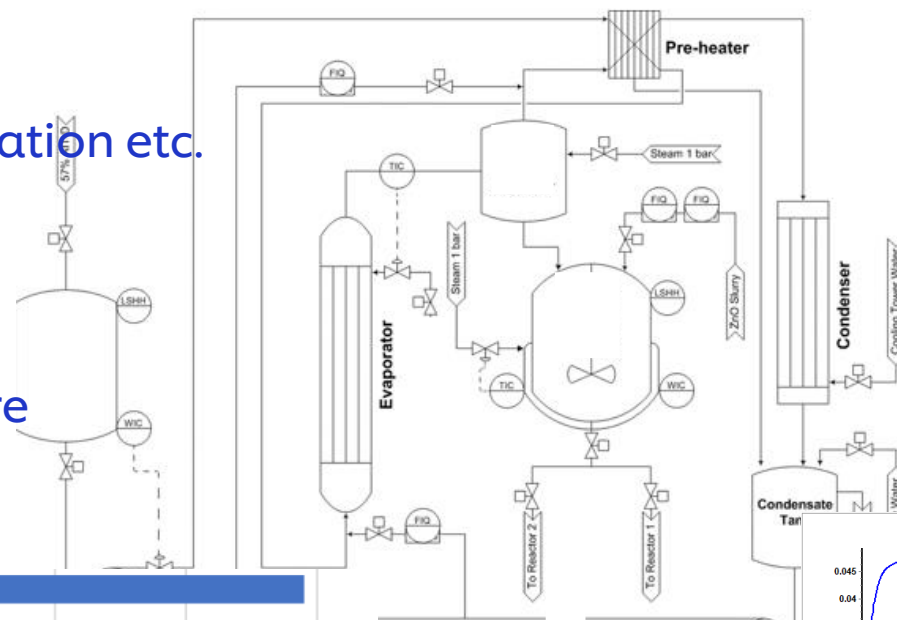 Pre-heater
FIQ
ation etc.
57%
TIC
Steam 1 bar
FIQ
FIQ
Steam 1 bar
ZnO Slurry
LSHH
LSHH
Evaporator
Condenser
Cooling Tower Water
TIC
WIC
re
WIC
FIQ
To Reactor 2
To Reactor 1
Condensate
Tan
Water
0.045
0.04